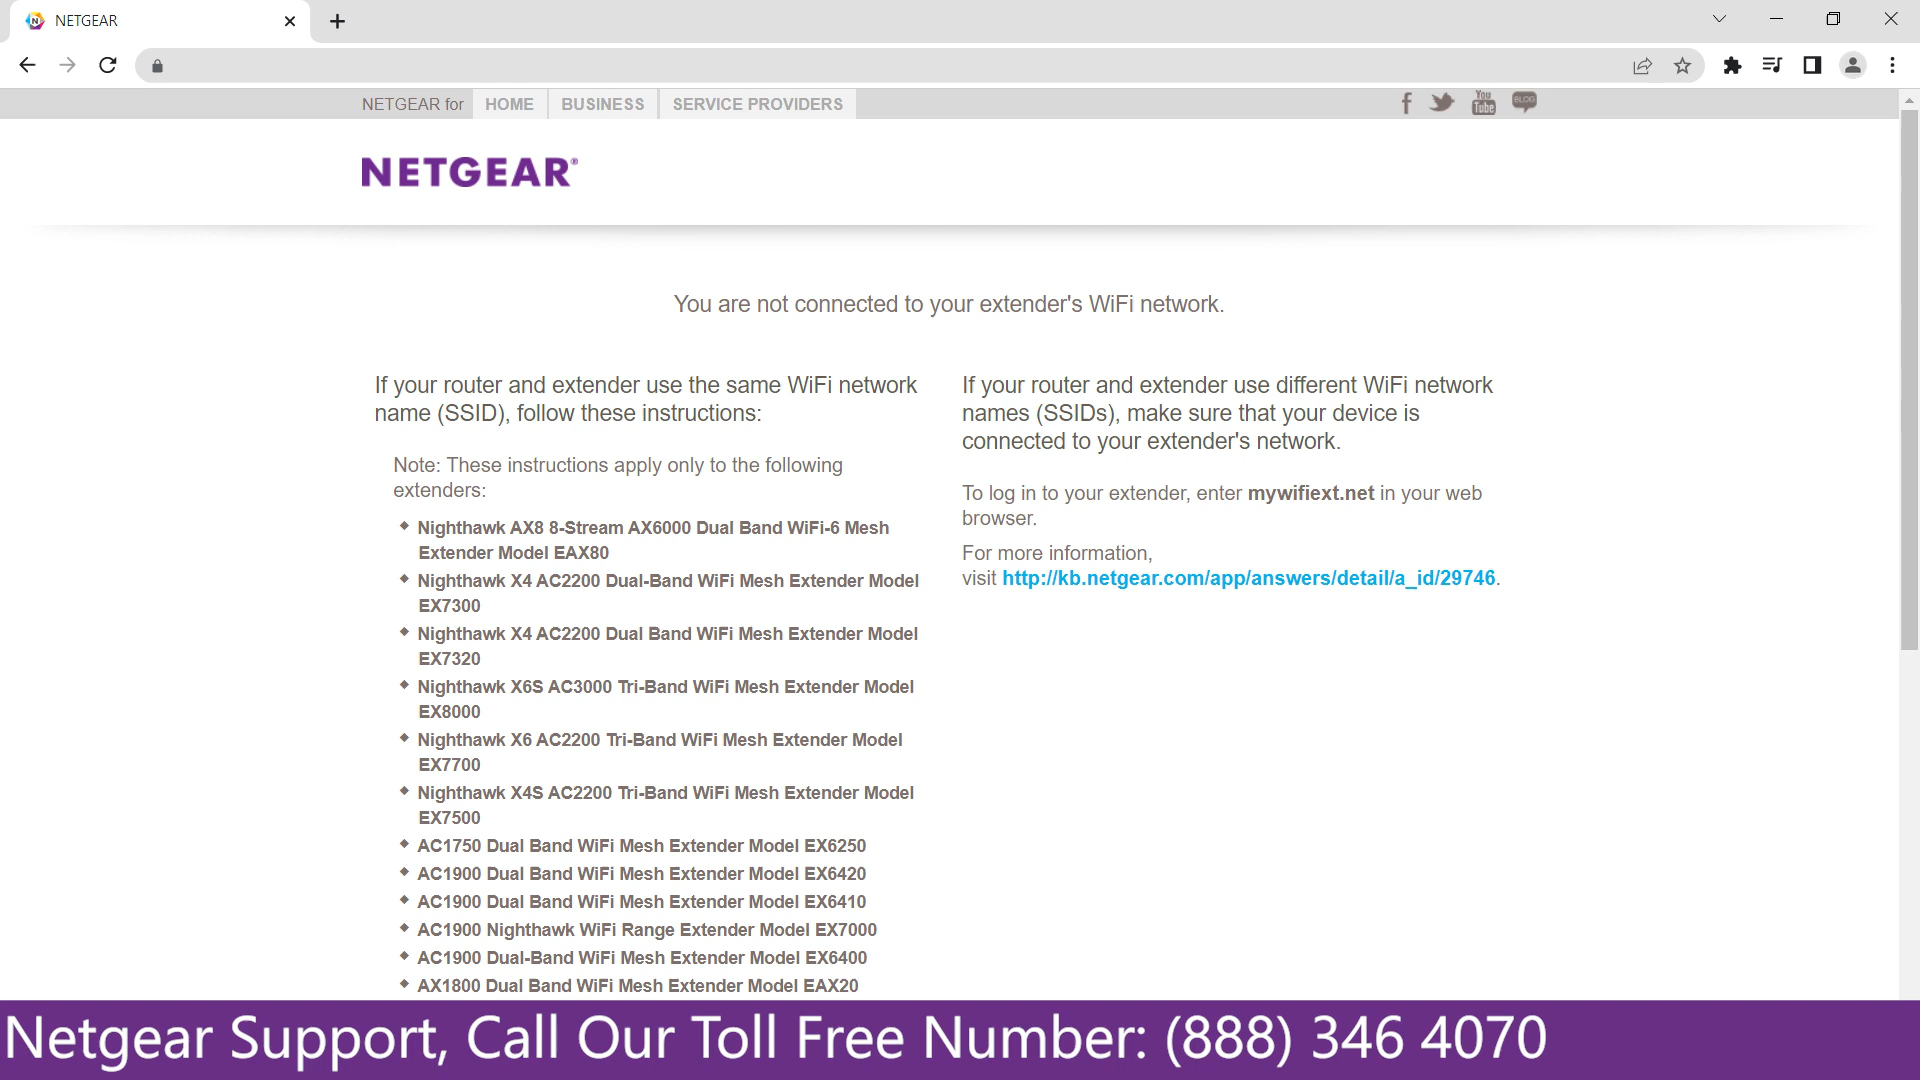 NETGEAR
NETGEAR for HOME BUSINESS SERVICE PROVIDERS
f You Tube BLOG
NETGEAR®
You are not connected to your extender's WiFi network.
If your router and extender use the same WiFi network
name (SSID), follow these instructions:
Note: These instructions apply only to the following
extenders:
Nighthawk AX8 8-Stream AX6000 Dual Band WiFi-6 Mesh
Extender Model EAX80
Nighthawk X4 AC2200 Dual-Band WiFi Mesh Extender Model
EX7300
Nighthawk X4 AC2200 Dual Band WiFi Mesh Extender Model
EX7320
Nighthawk X6S AC3000 Tri-Band WiFi Mesh Extender Model
EX8000
Nighthawk X6 AC2200 Tri-Band WiFi Mesh Extender Model
EX7700
Nighthawk X4S AC2200 Tri-Band WiFi Mesh Extender Model
EX7500
AC1750 Dual Band WiFi Mesh Extender Model EX6250
AC1900 Dual Band WiFi Mesh Extender Model EX6420
AC1900 Dual Band WiFi Mesh Extender Model EX6410
AC1900 Nighthawk WiFi Range Extender Model EX7000
AC1900 Dual-Band WiFi Mesh Extender Model EX6400
AX1800 Dual Band WiFi Mesh Extender Model EAX20
If your router and extender use different WiFi network
names (SSIDs), make sure that your device is
connected to your extender's network.
To log in to your extender, enter mywifiext.net in your web
browser.
For more information,
visit http://kb.netgear.com/app/answers/detail/a_id/29746.
Netgear Support, Call Our Toll Free Number: (888) 346 4070